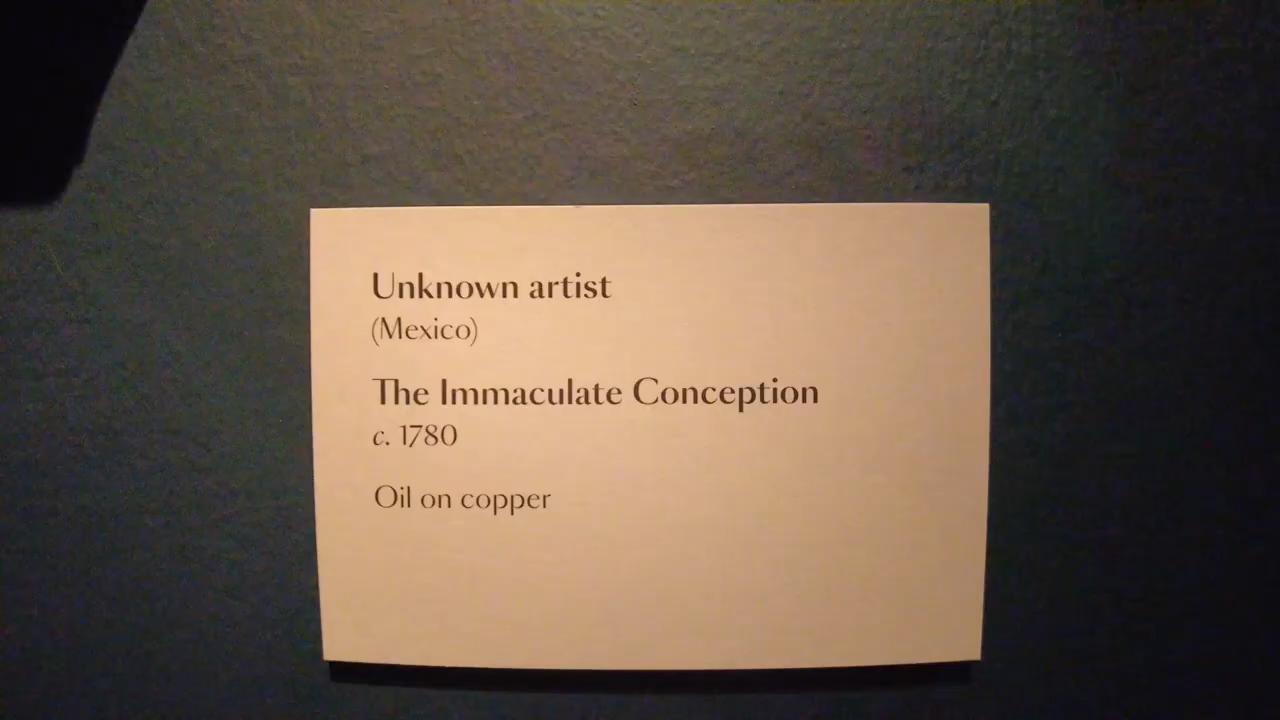 Unknown artist
(Mexico)
The Immaculate Conception
c. 1780
Oil on copper